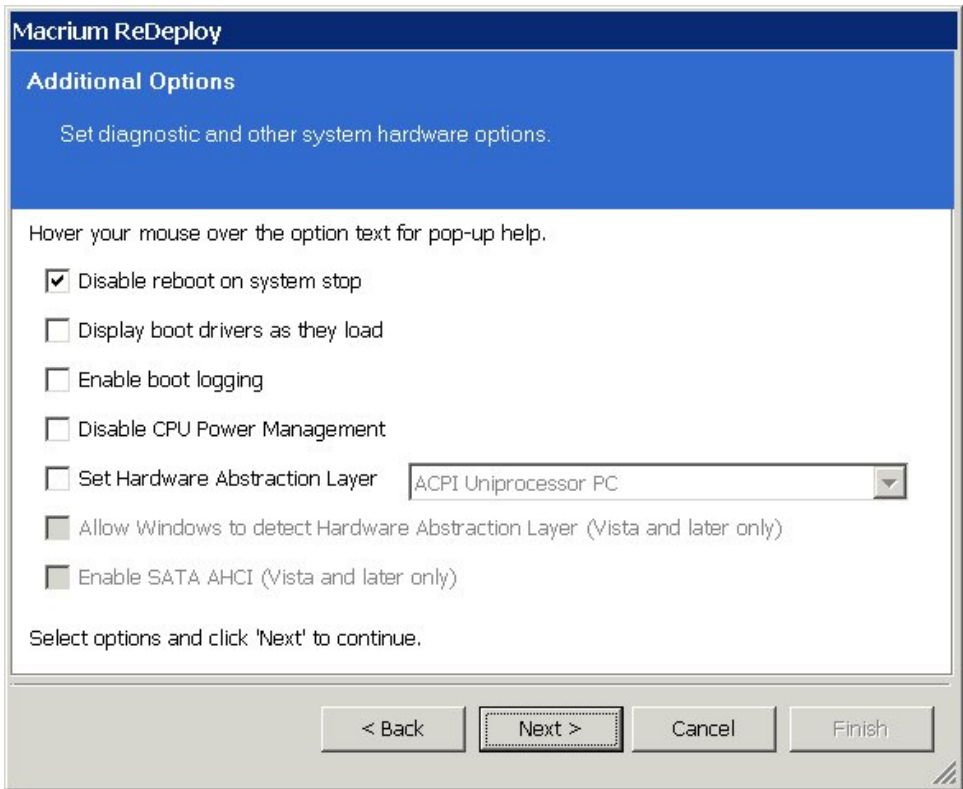 Macrium ReDeploy
Additional Options
Set diagnostic and other system hardware options.
Hover your mouse over the option text for pop-up help.
Disable reboot on system stop
Display boot drivers as they load
Enable boot logging
Disable CPU Power Management
Set Hardware Abstraction Layer ACPI Uniprocessor PC
Allow Windows to detect Hardware Abstraction Layer (Vista and later only)
Enable SATA AHCI (Vista and later only)
Select options and click 'Next' to continue.
< Back Next > Cancel Finish